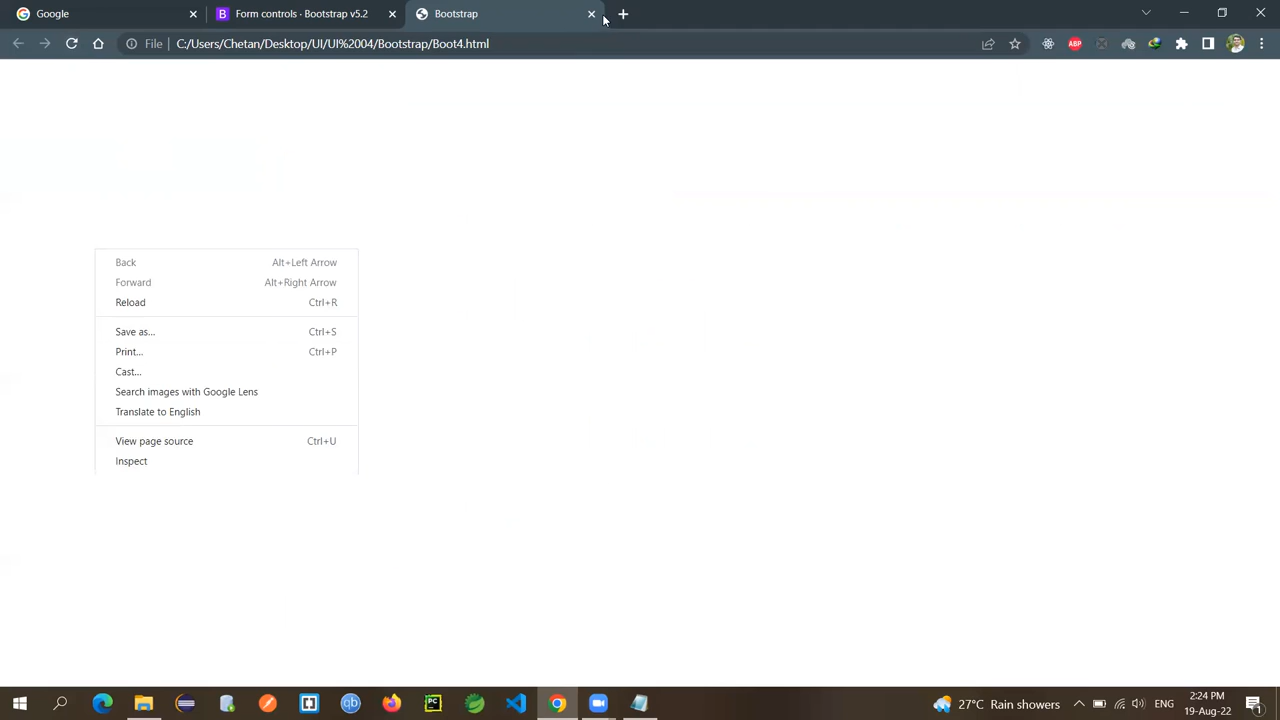 Google
Form controls · Bootstrap v5.2
Bootstrap
File C:/Users/Chetan/Desktop/UI/UI%2004/Bootstrap/Boot4.html
ABP
Back Alt+Left Arrow
Forward Alt+Right Arrow
Reload Ctrl+R
Save as... Ctrl+S
Print... Ctrl+P
Cast...
Search images with Google Lens
Translate to English
View page source Ctrl+U
Inspect
27°C Rain showers
ENG
2:24 PM
19-Aug-22